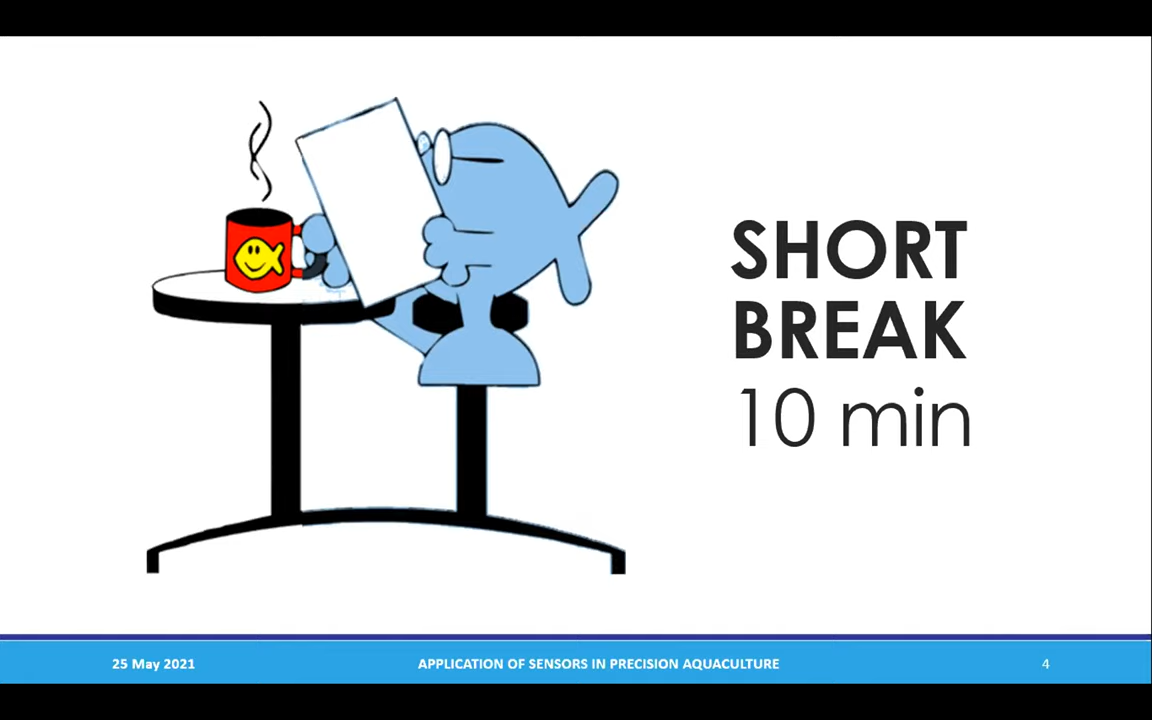 SHORT
BREAK
10 min
25 May 2021
APPLICATION OF SENSORS IN PRECISION AQUACULTURE
4